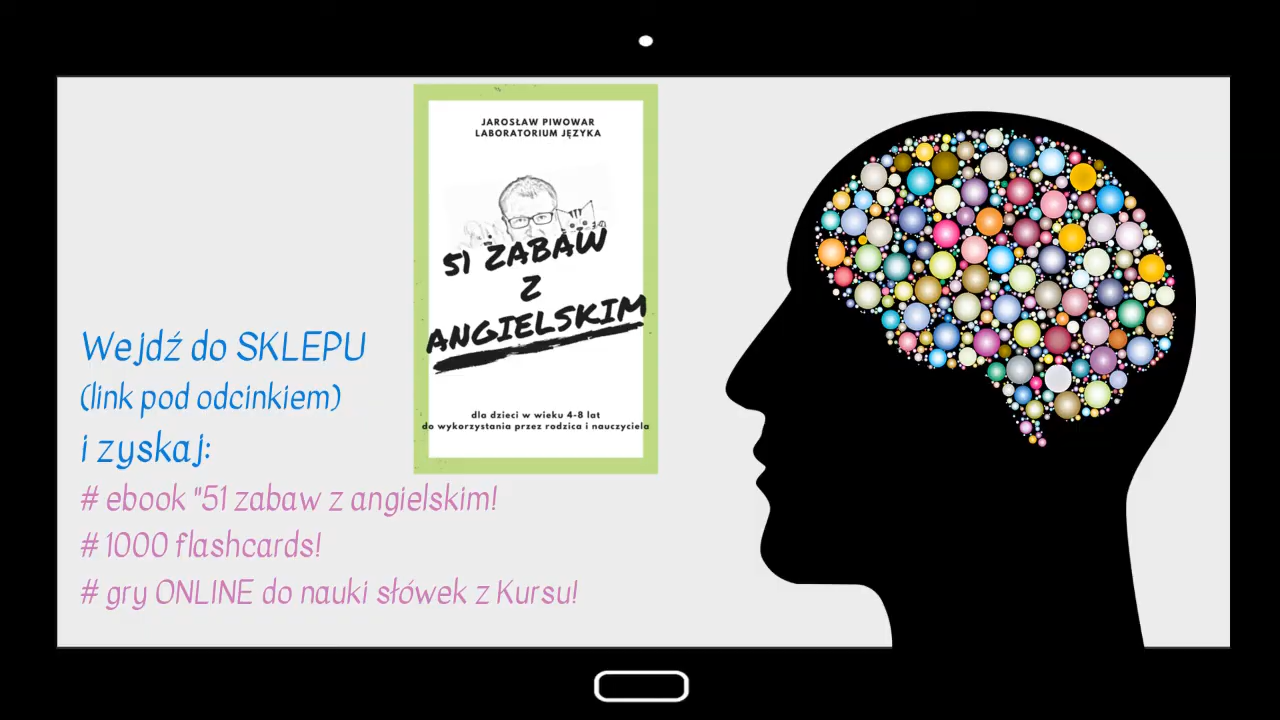 JAROSŁAW PIWOWAR
LABORATORIUM JĘZYKA
51 ZABAW
Z
ANGIELSKIM
dla dzieci w wieku 4-8 lat
do wykorzystania przez rodzica i nauczyciela
Wejdź do SKLEPU
(link pod odcinkiem)
i zyskaj:
# ebook "51 zabaw z angielskim!
# 1000 flashcards!
# gry ONLINE do nauki słówek z Kursu!